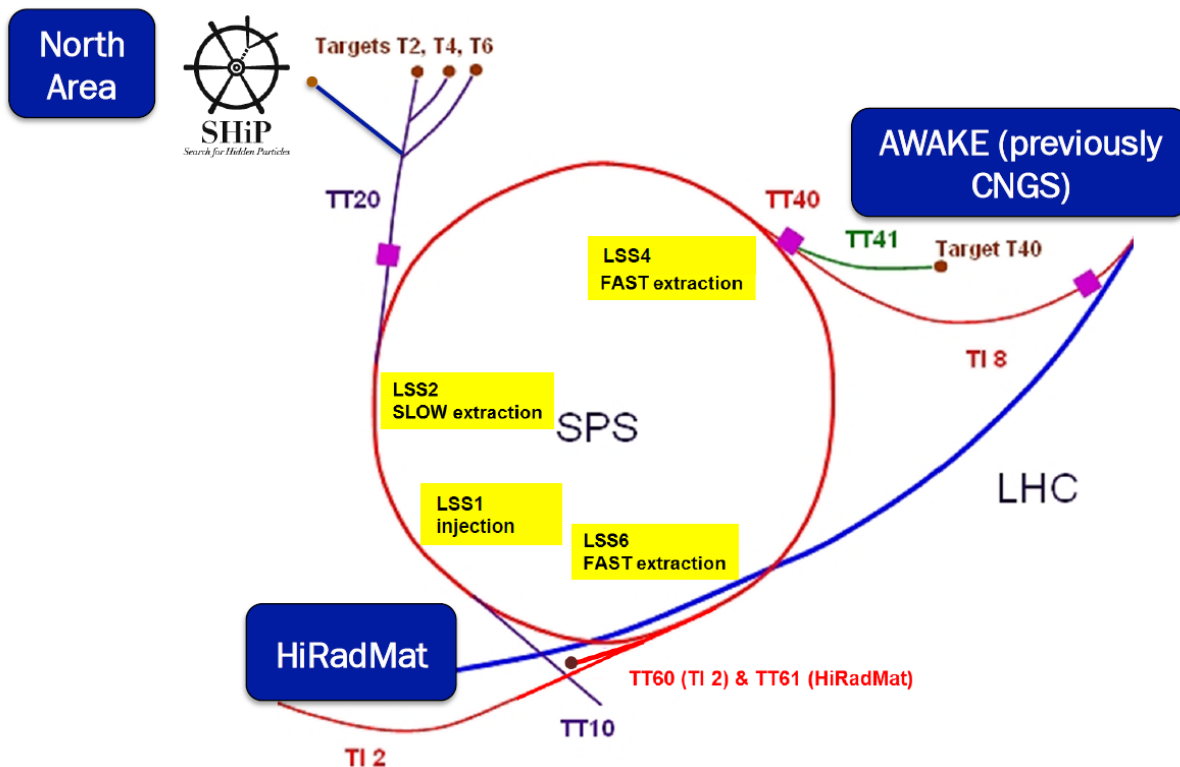 North
Area
SHiP
Search for Hidden Particles
Targets T2, T4, T6
TT20
AWAKE (previously
CNGS)
TT40
TT41
Target T40
TI 8
LSS4
FAST extraction
LSS2
SLOW extraction
SPS
LHC
LSS1
injection
LSS6
FAST extraction
HiRadMat
TT60 (TI 2) & TT61 (HiRadMat)
TT10
TI 2